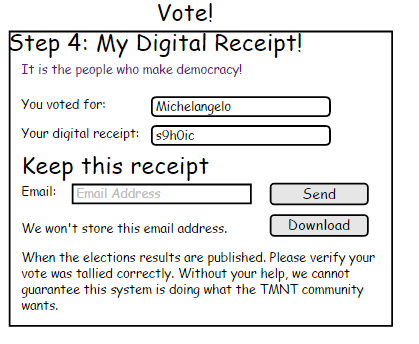 Vote!
Step 4: My Digital Receipt!
It is the people who make democracy!
You voted for: Michelangelo
Your digital receipt: s9h0ic
Keep this receipt
Email: Email Address Send
We won't store this email address. Download
When the elections results are published. Please verify your
vote was tallied correctly. Without your help, we cannot
guarantee this system is doing what the TMNT community
wants.